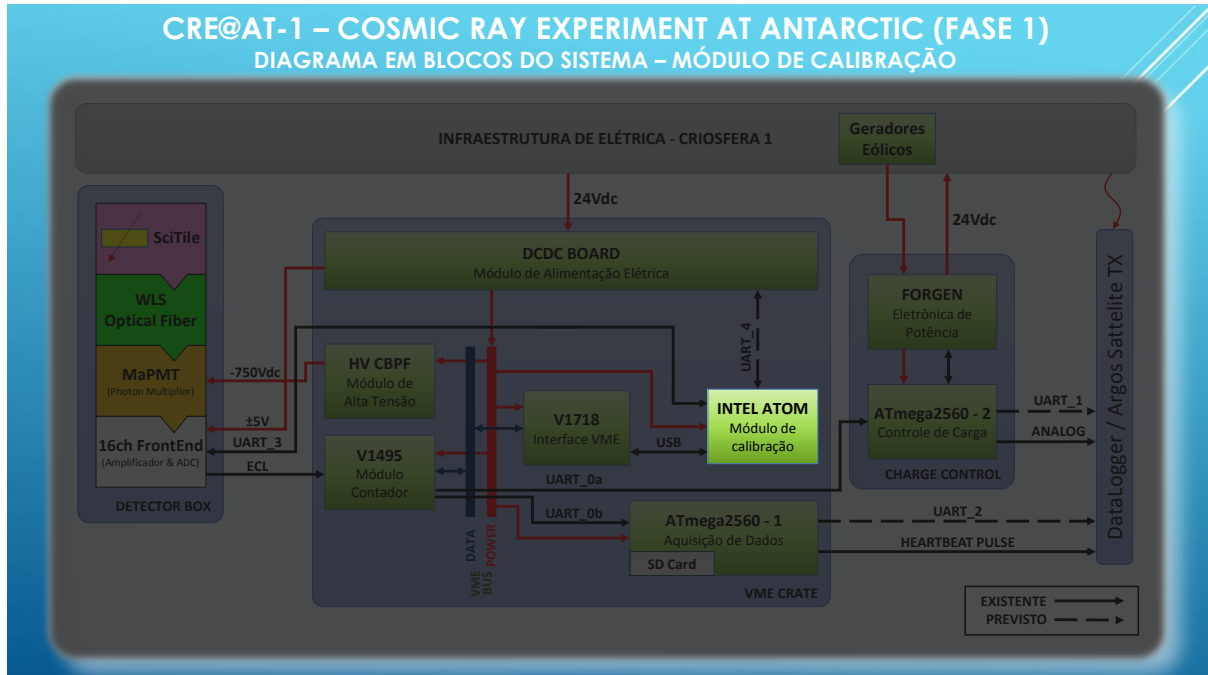 CRE@AT-1 – COSMIC RAY EXPERIMENT AT ANTARCTIC (FASE 1)
DIAGRAMA EM BLOCOS DO SISTEMA – MÓDULO DE CALIBRAÇÃO
INFRAESTRUTURA DE ELÉTRICA - CRIOSFERA 1
Geradores
Eólicos
24Vdc
24Vdc
SciTile
WLS
Optical Fiber
MaPMT
(Photon Multiplier)
16ch FrontEnd
(Amplificador & ADC)
DETECTOR BOX
-750Vdc
±5V
UART_3
ECL
DCDC BOARD
Módulo de Alimentação Elétrica
HV CBPF
Módulo de
Alta Tensão
V1495
Módulo
Contador
VME
BUS
DATA
POWER
V1718
Interface VME
USB
UART_4
INTEL ATOM
Módulo de
calibração
UART_0a
UART_0b
ATmega2560 - 1
Aquisição de Dados
SD Card
VME CRATE
FORGEN
Eletrônica de
Potência
ATmega2560 - 2
Controle de Carga
CHARGE CONTROL
UART_1
ANALOG
UART_2
HEARTBEAT PULSE
DataLogger / Argos Sattelite TX
EXISTENTE
PREVISTO